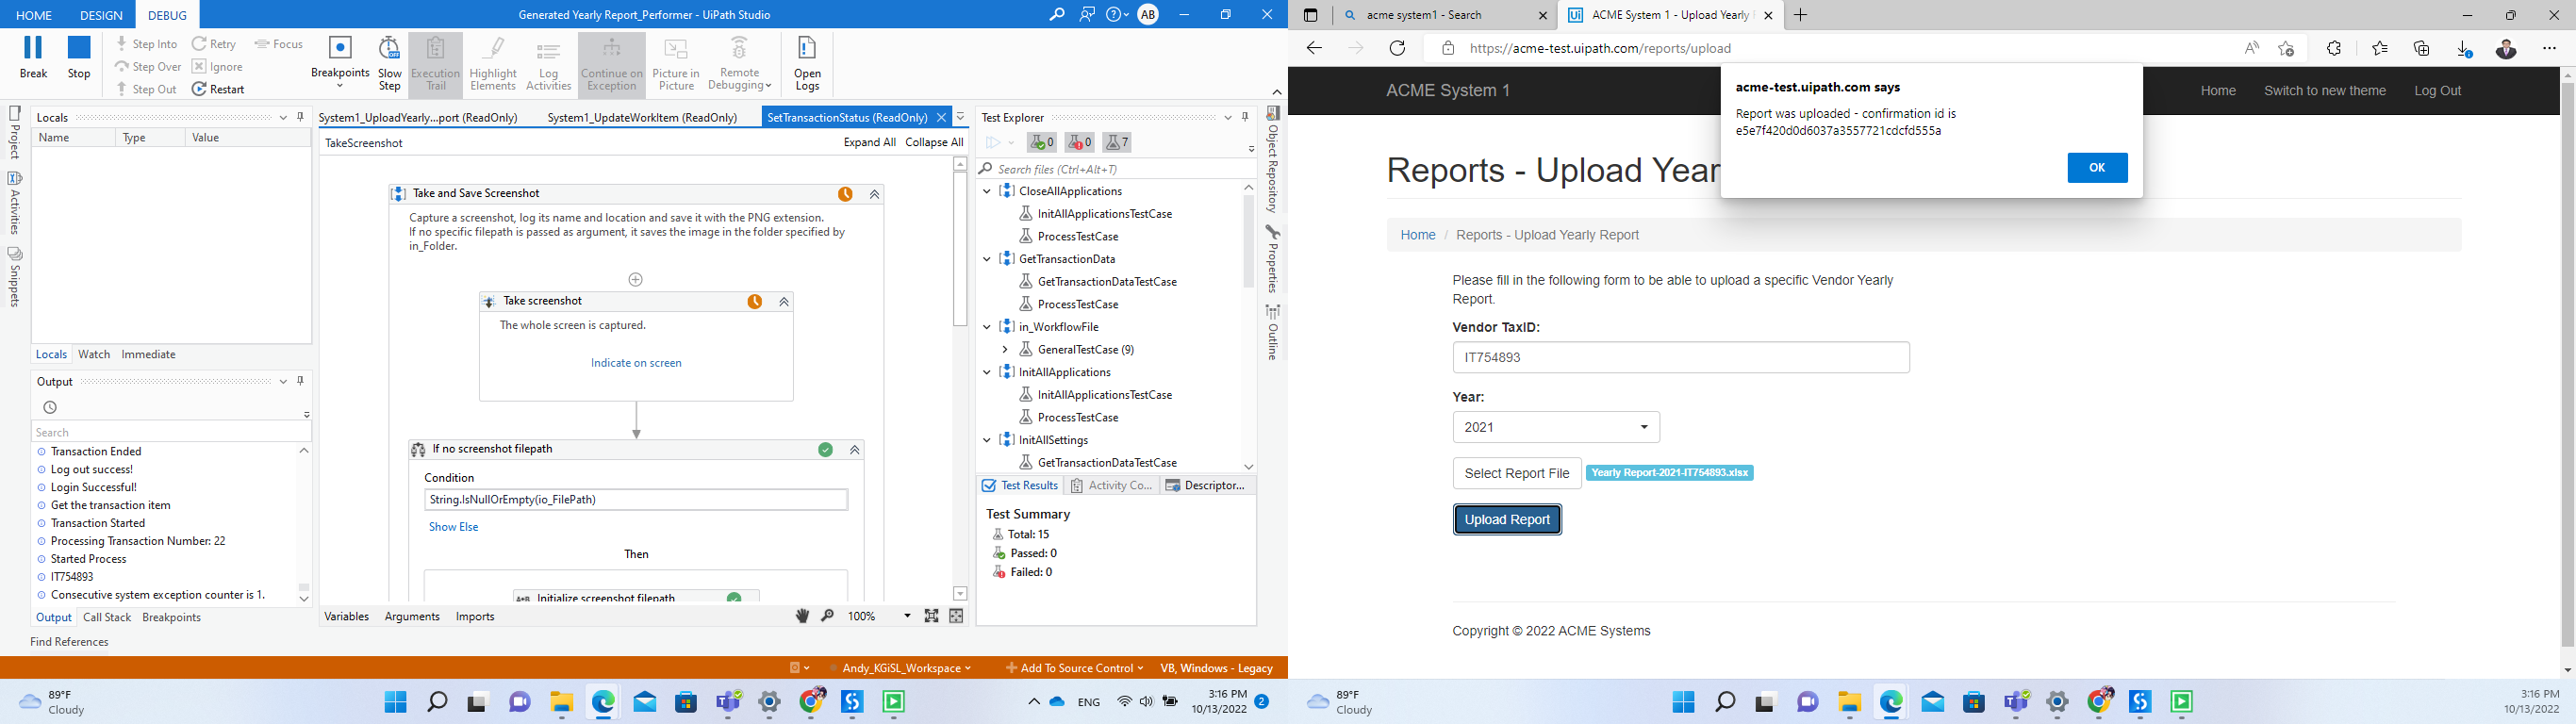 HOME DESIGN DEBUG
Generated Yearly Report_Performer - UiPath Studio
AB
Break
Stop
Step Into
Step Over
Step Out
Retry
Ignore
Restart
Focus
Breakpoints
Slow Step
Execution Trail
Highlight Elements
Log Activities
Continue on Exception
Picture in Picture
Remote Debugging
Open Logs
Project
Activities
Snippets
Locals
Name Type Value
Locals Watch Immediate
Output
Search
Transaction Ended
Log out success!
Login Successful!
Get the transaction item
Transaction Started
Processing Transaction Number: 22
Started Process
IT754893
Consecutive system exception counter is 1.
Output Call Stack Breakpoints
Find References
System1_UploadYearly...port (ReadOnly) System1_UpdateWorkItem (ReadOnly) SetTransactionStatus (ReadOnly)
TakeScreenshot Expand All Collapse All
Take and Save Screenshot
Capture a screenshot, log its name and location and save it with the PNG extension.
If no specific filepath is passed as argument, it saves the image in the folder specified by
in_Folder.
Take screenshot
The whole screen is captured.
Indicate on screen
If no screenshot filepath
Condition
String.IsNullOrEmpty(io_FilePath)
Show Else
Then
A*B Initialize screenshot filepath
Variables Arguments Imports 100%
Test Explorer
0 0 7
Search files (Ctrl+Alt+T)
CloseAllApplications
InitAllApplicationsTestCase
ProcessTestCase
GetTransactionData
GetTransactionDataTestCase
ProcessTestCase
in_WorkflowFile
GeneralTestCase (9)
InitAllApplications
InitAllApplicationsTestCase
ProcessTestCase
InitAllSettings
GetTransactionDataTestCase
Test Results Activity Co... Descriptor...
Test Summary
Total: 15
Passed: 0
Failed: 0
Object Repository
Properties
Outline
Andy_KGiSL_Workspace Add To Source Control VB, Windows - Legacy
89°F
Cloudy
ENG
3:16 PM
10/13/2022
2
acme system1 - Search
Ui ACME System 1 - Upload Yearly
https://acme-test.uipath.com/reports/upload
ACME System 1
Home Switch to new theme Log Out
acme-test.uipath.com says
Report was uploaded - confirmation id is
e5e7f420d0d6037a3557721cdcfd555a
OK
Reports - Upload Year
Home / Reports - Upload Yearly Report
Please fill in the following form to be able to upload a specific Vendor Yearly
Report.
Vendor TaxID:
IT754893
Year:
2021
Select Report File Yearly Report-2021-IT754893.xlsx
Upload Report
Copyright © 2022 ACME Systems
89°F
Cloudy
3:16 PM
10/13/2022